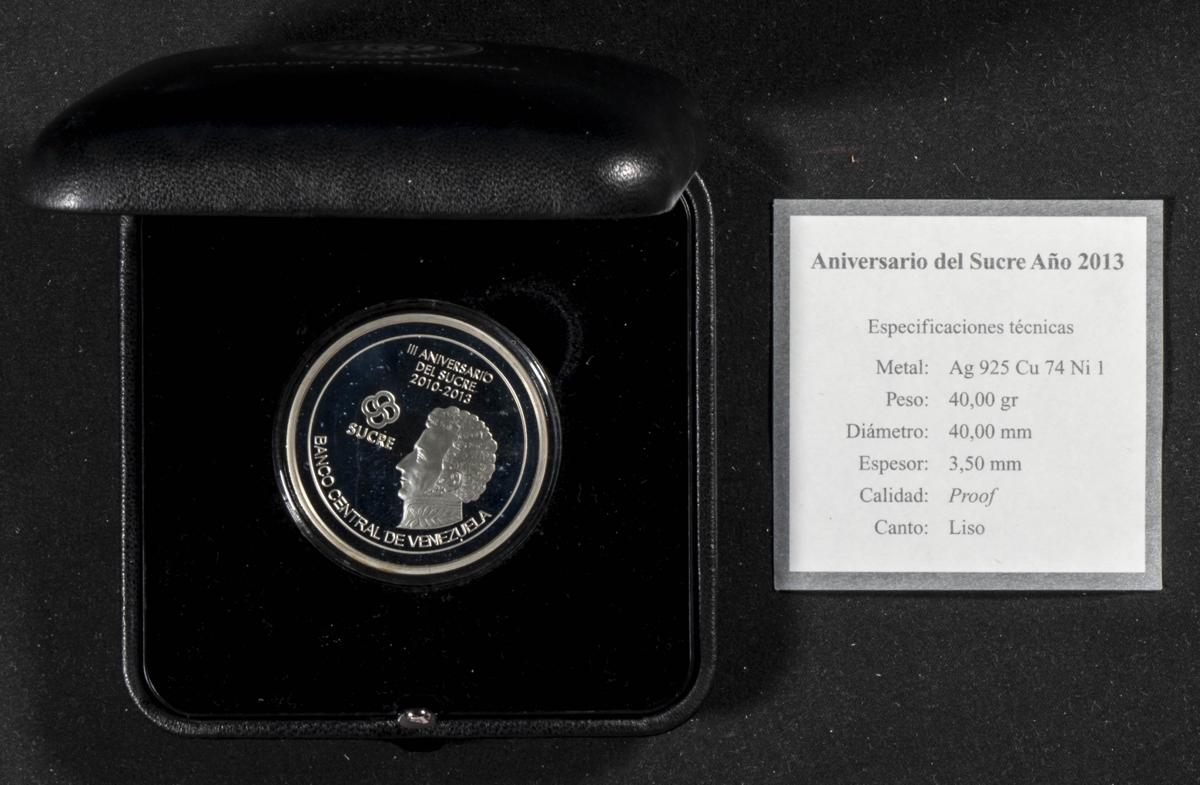 III ANIVERSARIO
DEL SUCRE
2010-2013
SUCRE
BANCO CENTRAL DE VENEZUELA
Aniversario del Sucre Año 2013
Especificaciones técnicas
Metal: Ag 925 Cu 74 Ni 1
Peso: 40,00 gr
Diámetro: 40,00 mm
Espesor: 3,50 mm
Calidad: Proof
Canto: Liso